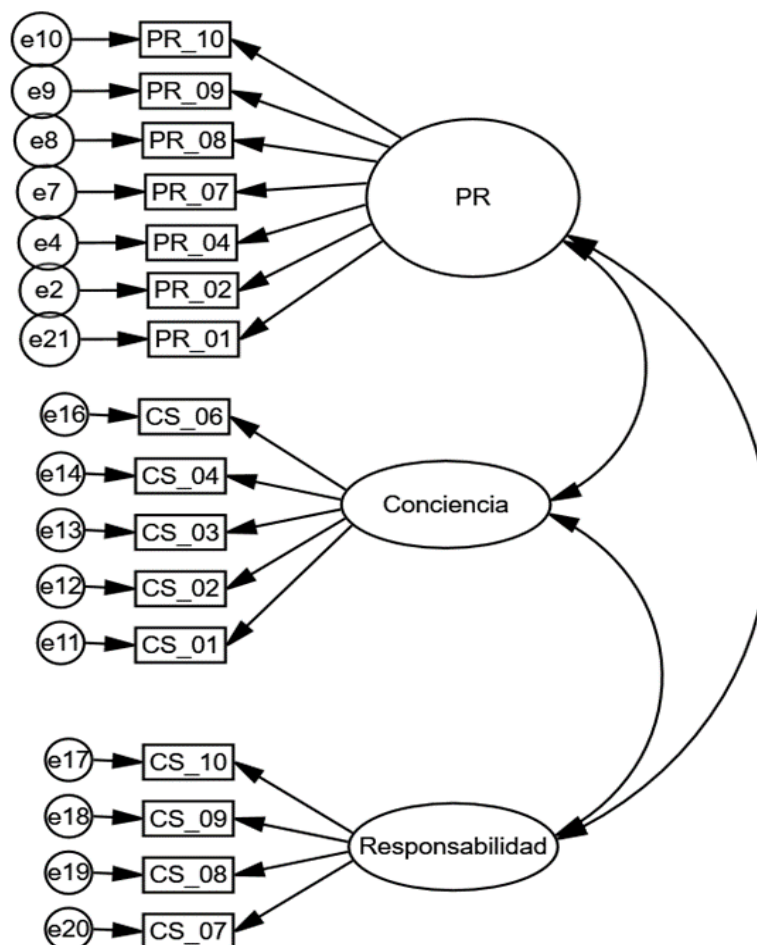 e10 PR_10
e9 PR_09
e8 PR_08
PR
e7 PR_07
e4 PR_04
e2 PR_02
e21 PR_01
e16 CS_06
e14 CS_04
Conciencia
e13 CS_03
e12 CS_02
e11 CS_01
e17 CS_10
e18 CS_09
Responsabilidad
e19 CS_08
e20 CS_07